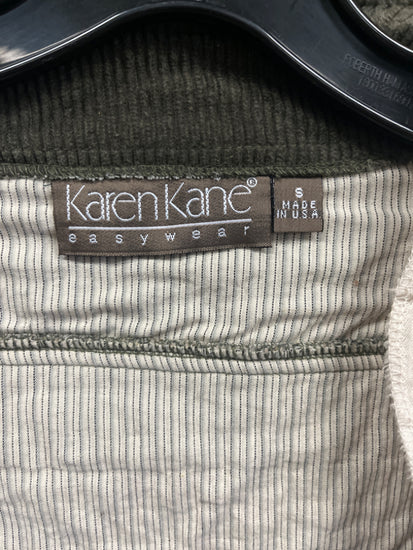 Karen Kane®
easywear
S
MADE
IN U.S.A.